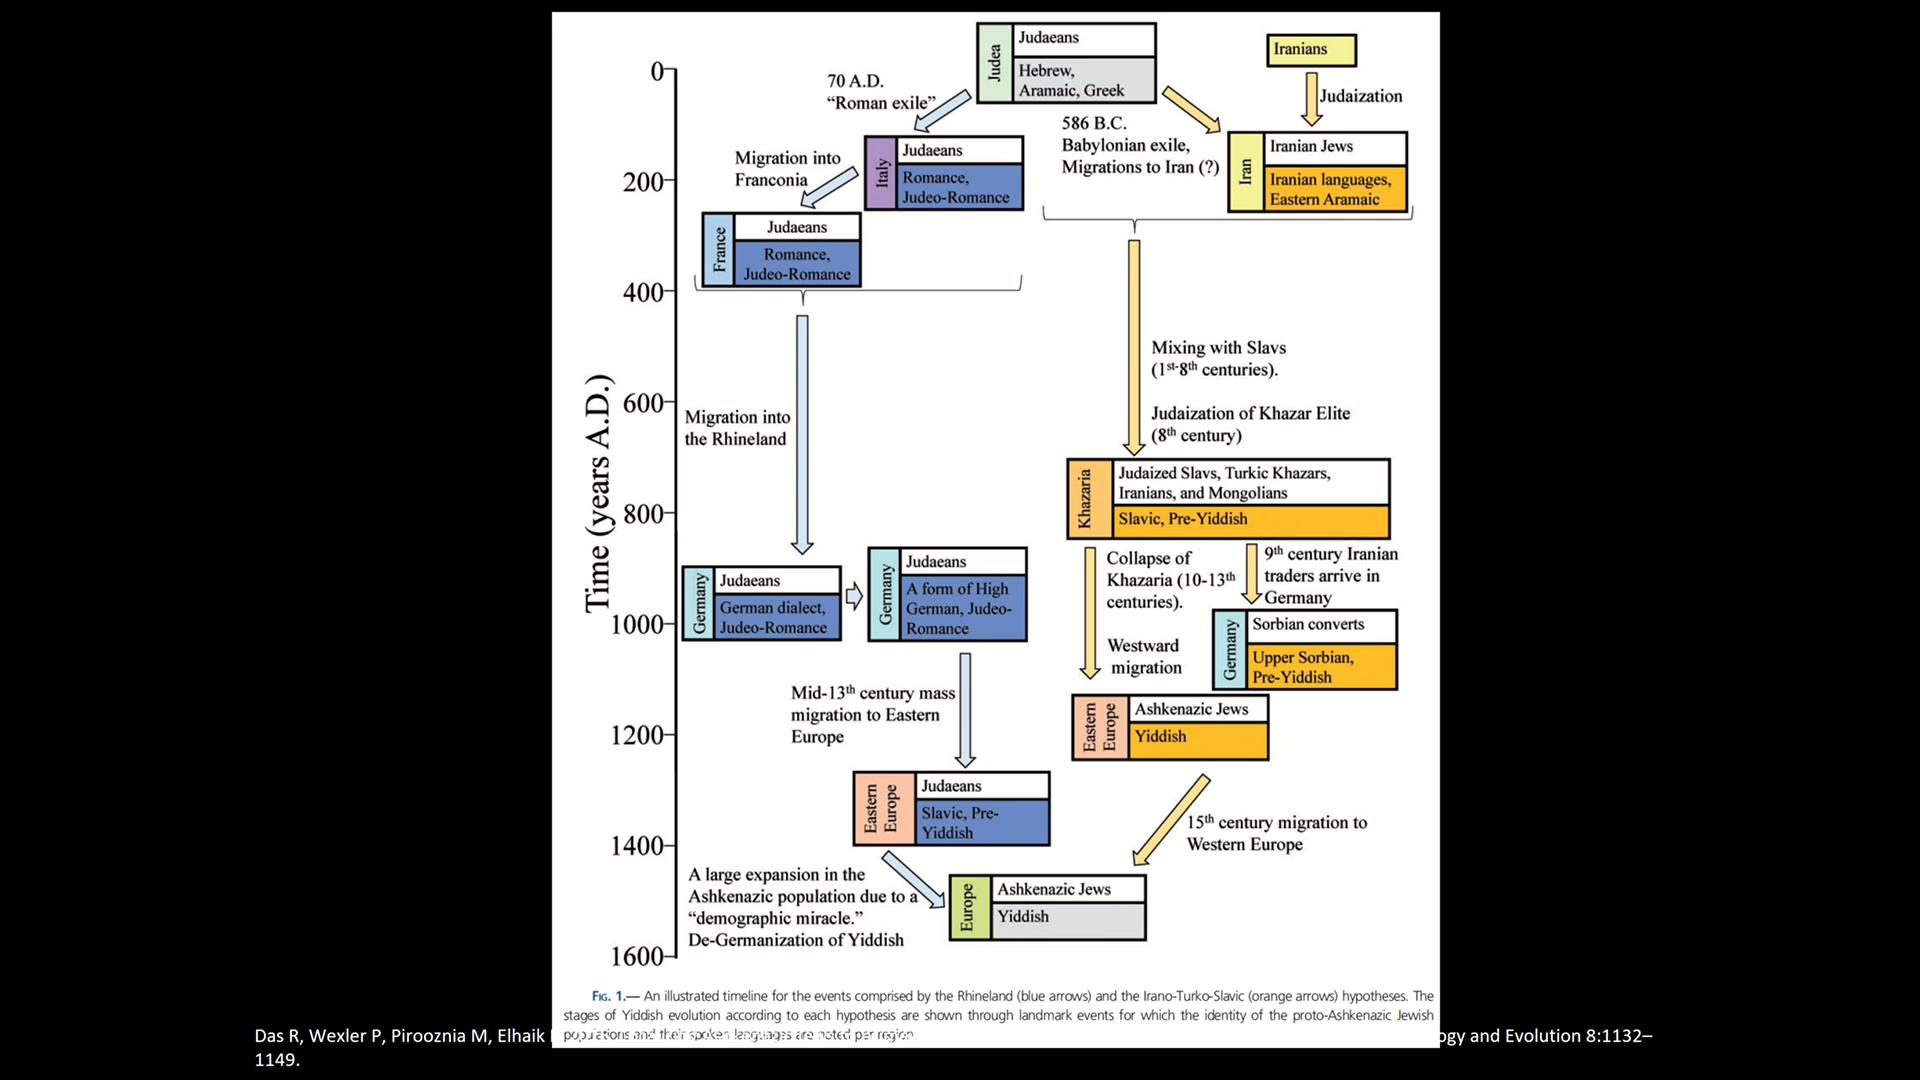 Judea
Judaeans
Hebrew,
Aramaic, Greek
Iranians
Judaization
0
200
400
600
800
1000
1200
1400
1600
Time (years A.D.)
70 A.D.
“Roman exile”
586 B.C.
Babylonian exile,
Migrations to Iran (?)
Iran
Iranian Jews
Iranian languages,
Eastern Aramaic
Italy
Judaeans
Romance,
Judeo-Romance
Migration into
Franconia
France
Judaeans
Romance,
Judeo-Romance
Migration into
the Rhineland
Mixing with Slavs
(1st-8th centuries).
Judaization of Khazar Elite
(8th century)
Khazaria
Judaized Slavs, Turkic Khazars,
Iranians, and Mongolians
Slavic, Pre-Yiddish
Germany
Judaeans
German dialect,
Judeo-Romance
Germany
Judaeans
A form of High
German, Judeo-
Romance
Collapse of
Khazaria (10-13th
centuries).
Westward
migration
9th century Iranian
traders arrive in
Germany
Germany
Sorbian converts
Upper Sorbian,
Pre-Yiddish
Mid-13th century mass
migration to Eastern
Europe
Eastern
Europe
Ashkenazic Jews
Yiddish
Eastern
Europe
Judaeans
Slavic, Pre-
Yiddish
15th century migration to
Western Europe
A large expansion in the
Ashkenazic population due to a
“demographic miracle.”
De-Germanization of Yiddish
Europe
Ashkenazic Jews
Yiddish
FIG. 1.— An illustrated timeline for the events comprised by the Rhineland (blue arrows) and the Irano-Turko-Slavic (orange arrows) hypotheses. The
stages of Yiddish evolution according to each hypothesis are shown through landmark events for which the identity of the proto-Ashkenazic Jewish
populations and their spoken languages are noted per region.
Das R, Wexler P, Pirooznia M, Elhaik
and Evolution 8:1132–
1149.